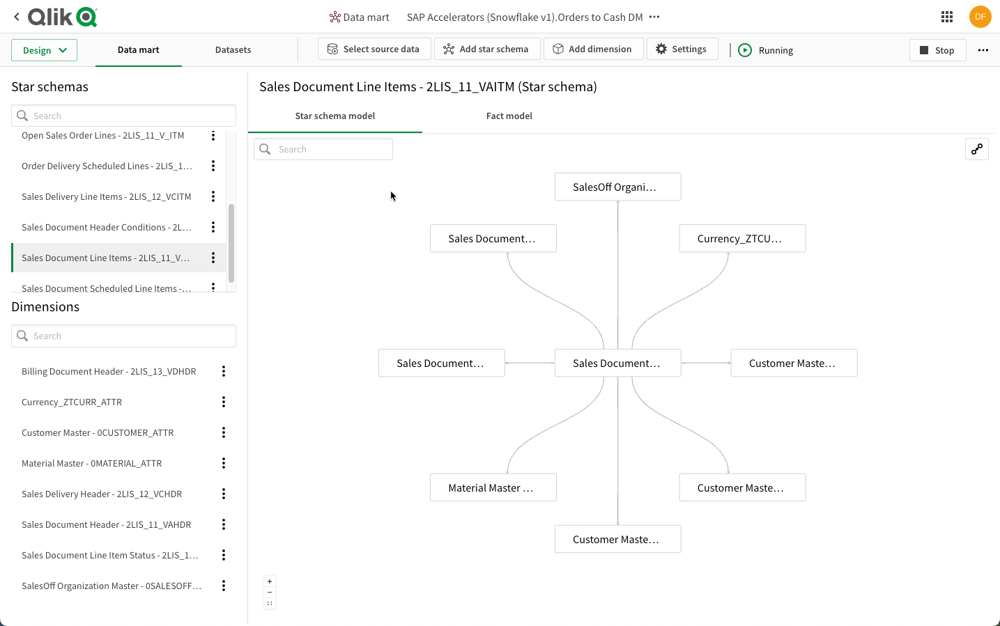 Qlik
Data mart
SAP Accelerators (Snowflake v1).Orders to Cash DM
DF
Design
Data mart
Datasets
Select source data
Add star schema
Add dimension
Settings
Running
Stop
Star schemas
Search
Open Sales Order Lines - 2LIS_11_V_ITM
Order Delivery Scheduled Lines - 2LIS_1...
Sales Delivery Line Items - 2LIS_12_VCITM
Sales Document Header Conditions - 2L...
Sales Document Line Items - 2LIS_11_V...
Sales Document Scheduled Line Items -...
Dimensions
Search
Billing Document Header - 2LIS_13_VDHDR
Currency_ZTCURR_ATTR
Customer Master - 0CUSTOMER_ATTR
Material Master - 0MATERIAL_ATTR
Sales Delivery Header - 2LIS_12_VCHDR
Sales Document Header - 2LIS_11_VAHDR
Sales Document Line Item Status - 2LIS_1...
SalesOff Organization Master - 0SALESOFF...
Sales Document Line Items - 2LIS_11_VAITM (Star schema)
Star schema model
Fact model
Search
SalesOff Organi...
Sales Document...
Currency_ZTCU...
Sales Document...
Sales Document...
Customer Maste...
Material Master ...
Customer Maste...
Customer Maste...